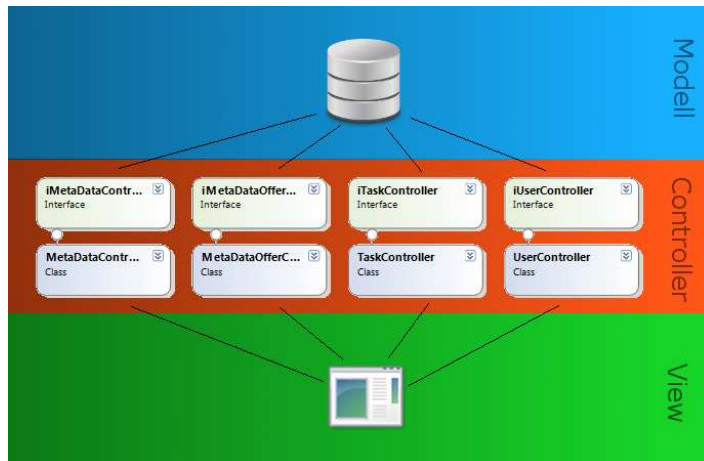 Modell
iMetaDataContr...
Interface
iMetaDataOffer...
Interface
iTaskController
Interface
iUserController
Interface
MetaDataContr...
Class
MetaDataOfferC...
Class
TaskController
Class
UserController
Class
Controller
View